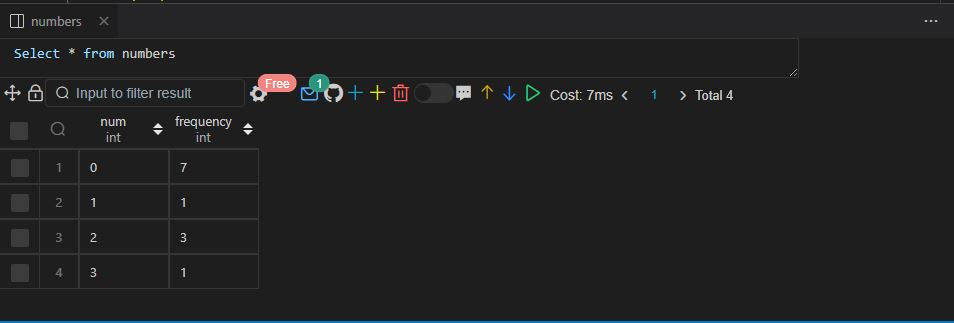 numbers
Select * from numbers
Input to filter result Free 1 Cost: 7ms 1 Total 4
num frequency
int int
1 0 7
2 1 1
3 2 3
4 3 1